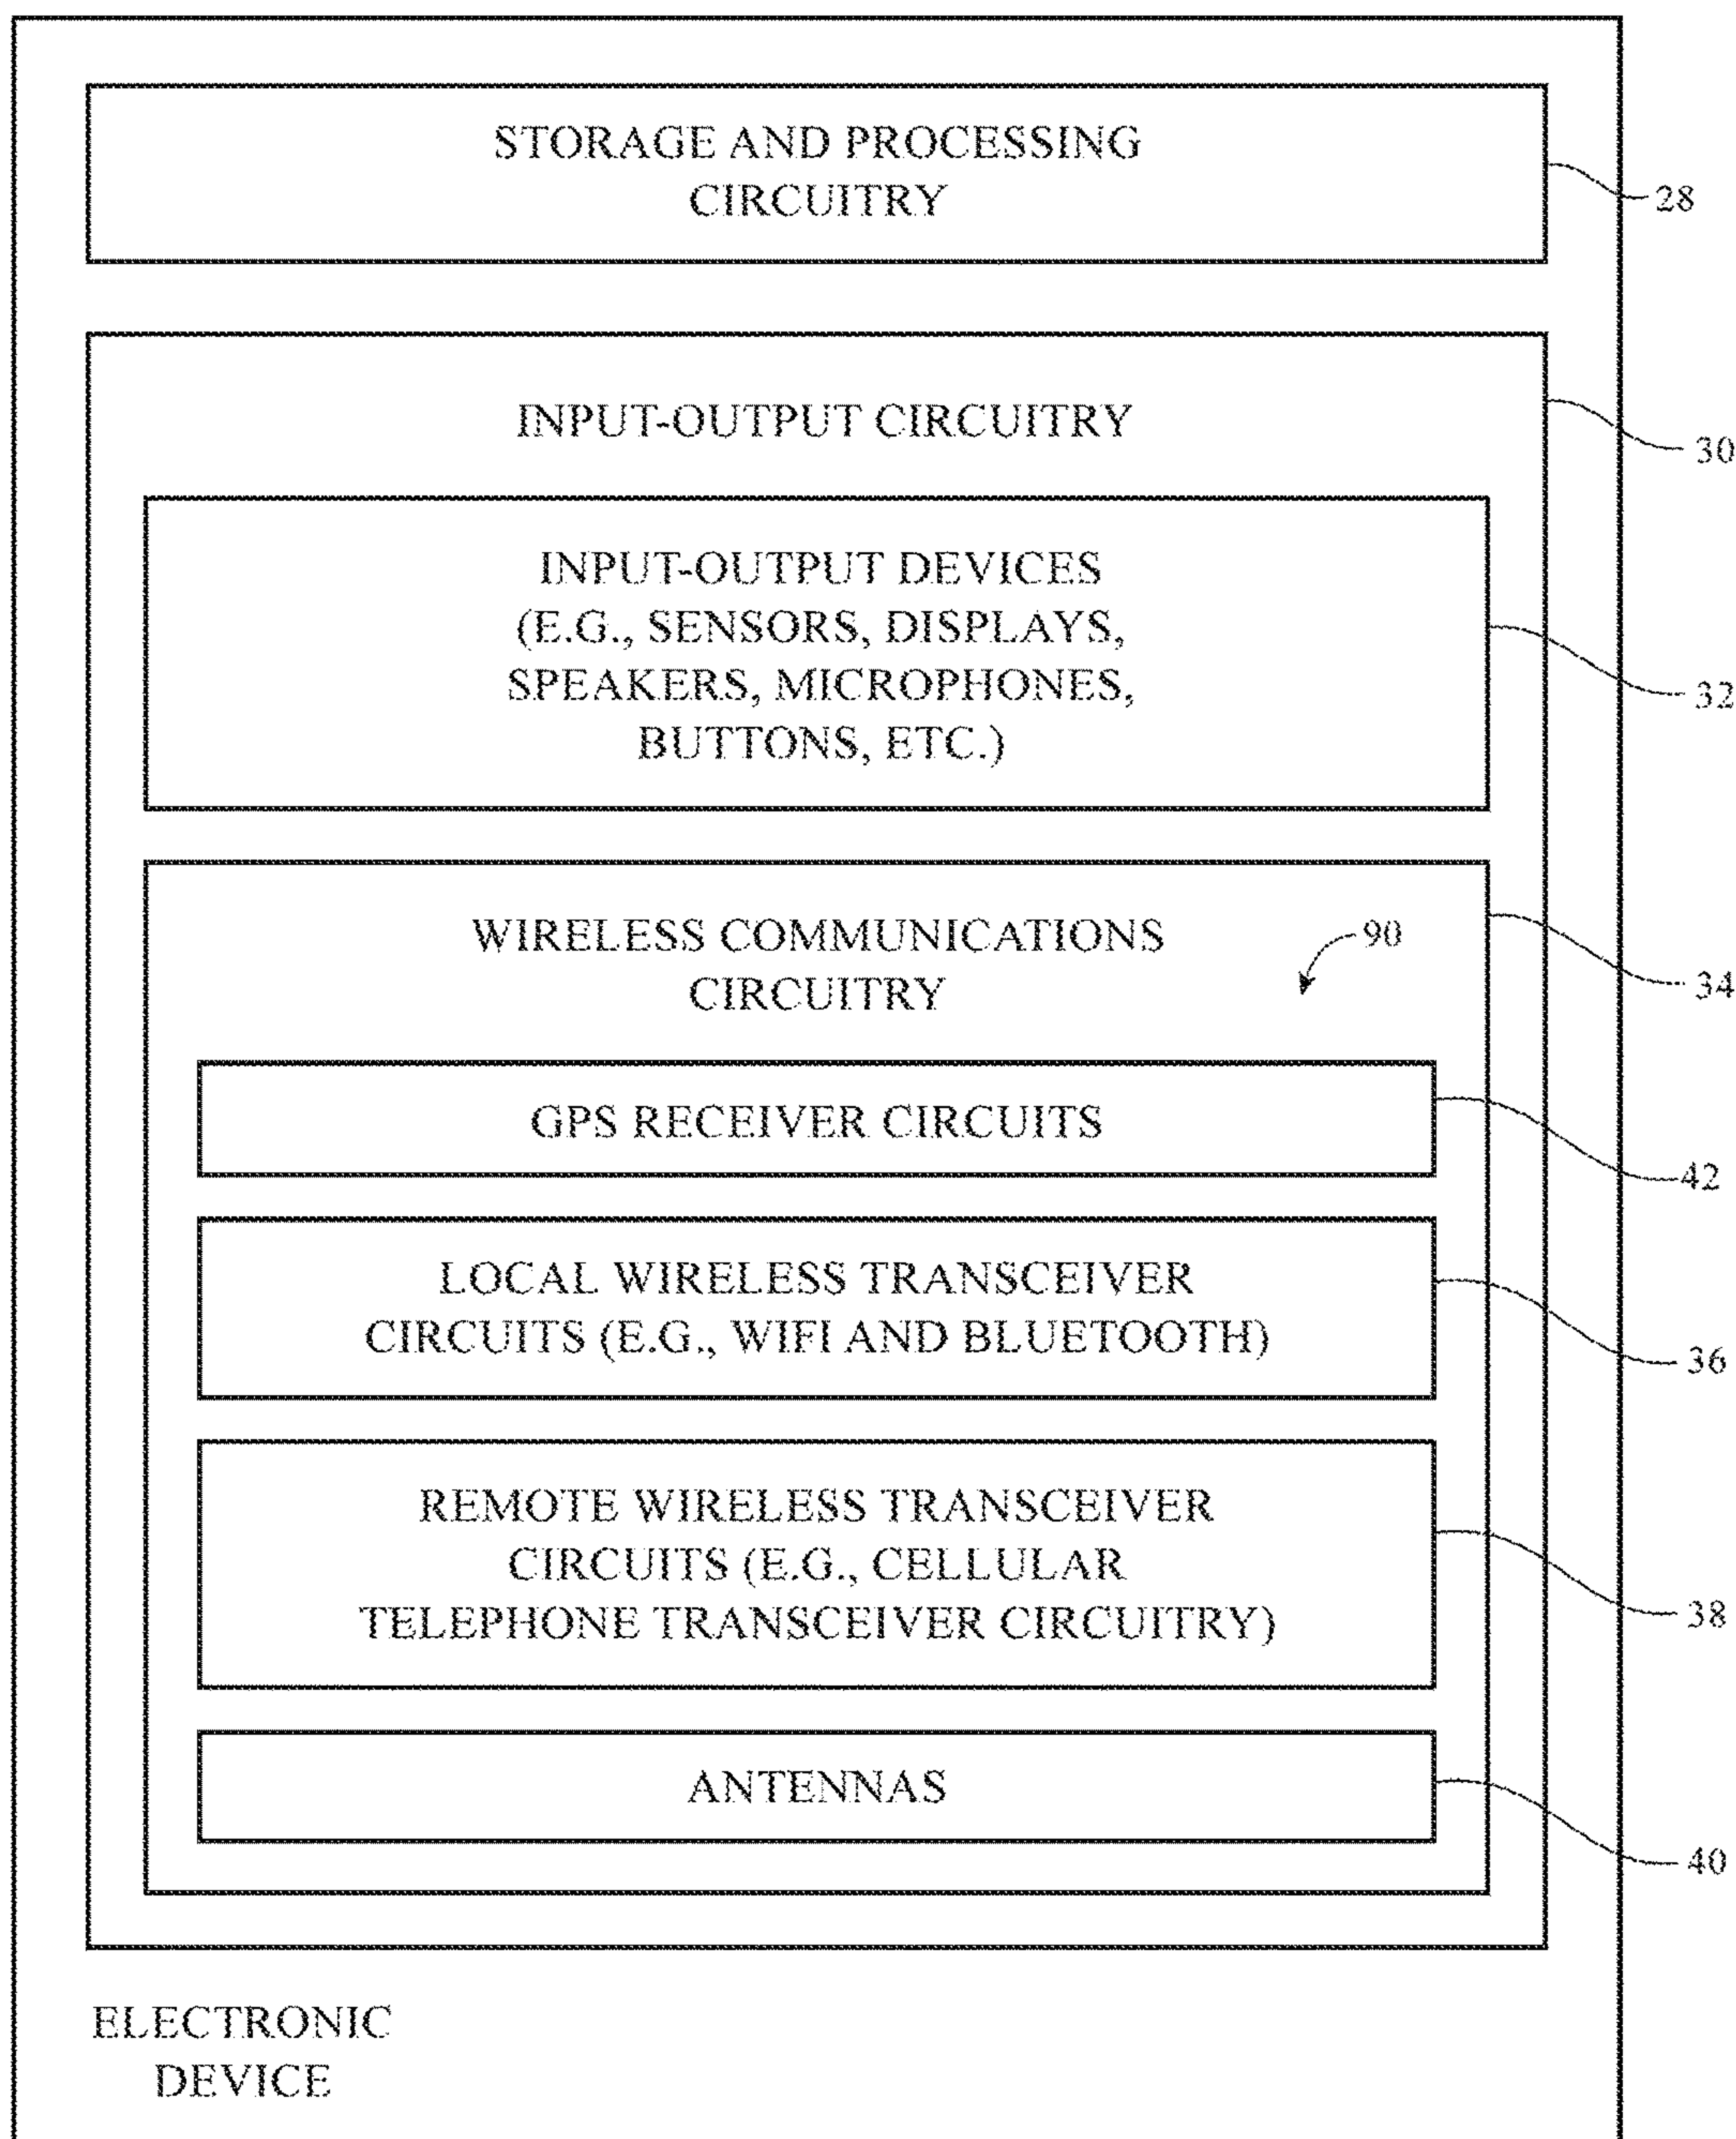 STORAGE AND PROCESSING
CIRCUITRY
28
INPUT-OUTPUT CIRCUITRY
30
INPUT-OUTPUT DEVICES
(E.G., SENSORS, DISPLAYS,
SPEAKERS, MICROPHONES,
BUTTONS, ETC.)
32
WIRELESS COMMUNICATIONS
CIRCUITRY
90
34
GPS RECEIVER CIRCUITS
42
LOCAL WIRELESS TRANSCEIVER
CIRCUITS (E.G., WIFI AND BLUETOOTH)
36
REMOTE WIRELESS TRANSCEIVER
CIRCUITS (E.G., CELLULAR
TELEPHONE TRANSCEIVER CIRCUITRY)
38
ANTENNAS
40
ELECTRONIC
DEVICE